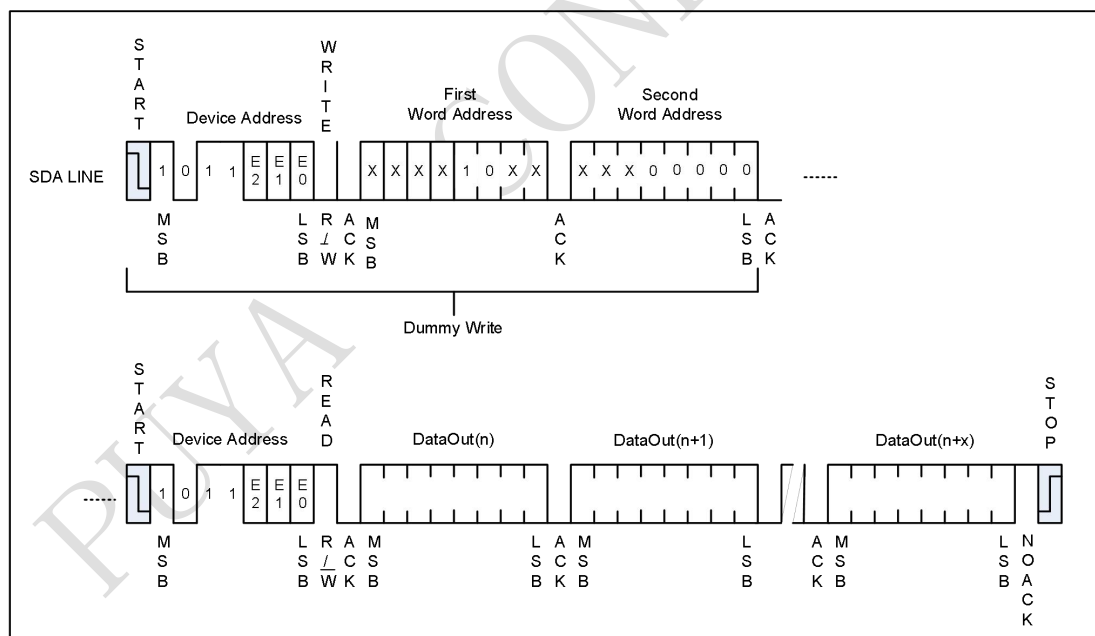 PUYA CON
START
WRITE
Device Address
First
Word Address
Second
Word Address
SDA LINE
1 0 1 1 E2 E1 E0
X X X X 1 0 X X
X X X 0 0 0 0 0
MSB
LSB
R/W
ACK
MSB
ACK
LSB
ACK
Dummy Write
START
READ
STOP
Device Address
DataOut(n)
DataOut(n+1)
DataOut(n+x)
1 0 1 1 E2 E1 E0
MSB
LSB
R/W
ACK
MSB
LSB
ACK
MSB
LSB
ACK
MSB
LSB
NOACK